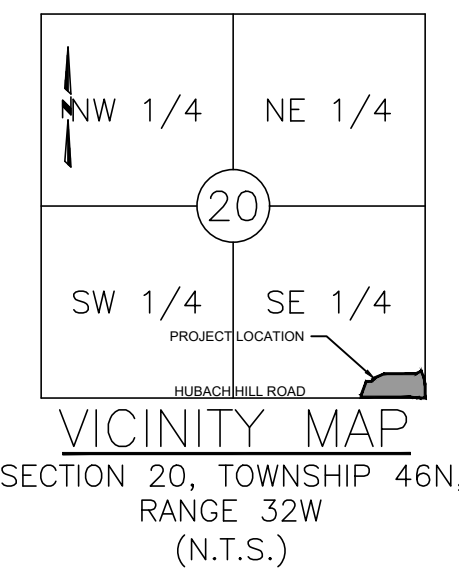 N
NW 1/4
NE 1/4
20
SW 1/4
SE 1/4
PROJECT LOCATION
HUBACH HILL ROAD
VICINITY MAP
SECTION 20, TOWNSHIP 46N,
RANGE 32W
(N.T.S.)